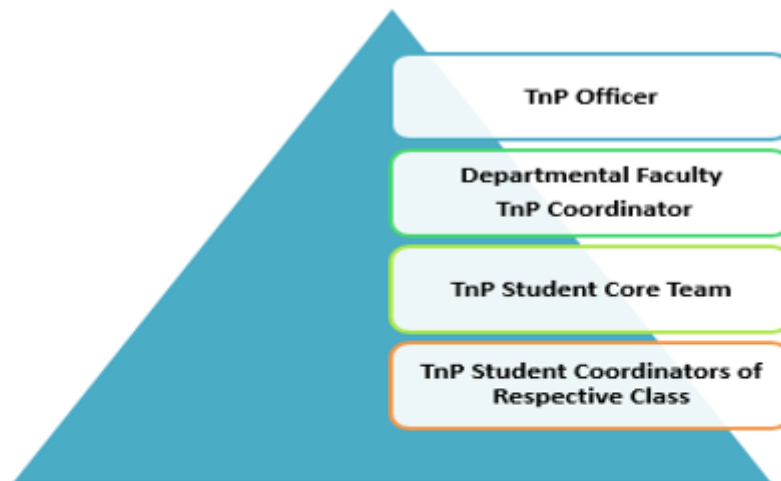 TnP Officer
Departmental Faculty
TnP Coordinator
TnP Student Core Team
TnP Student Coordinators of
Respective Class